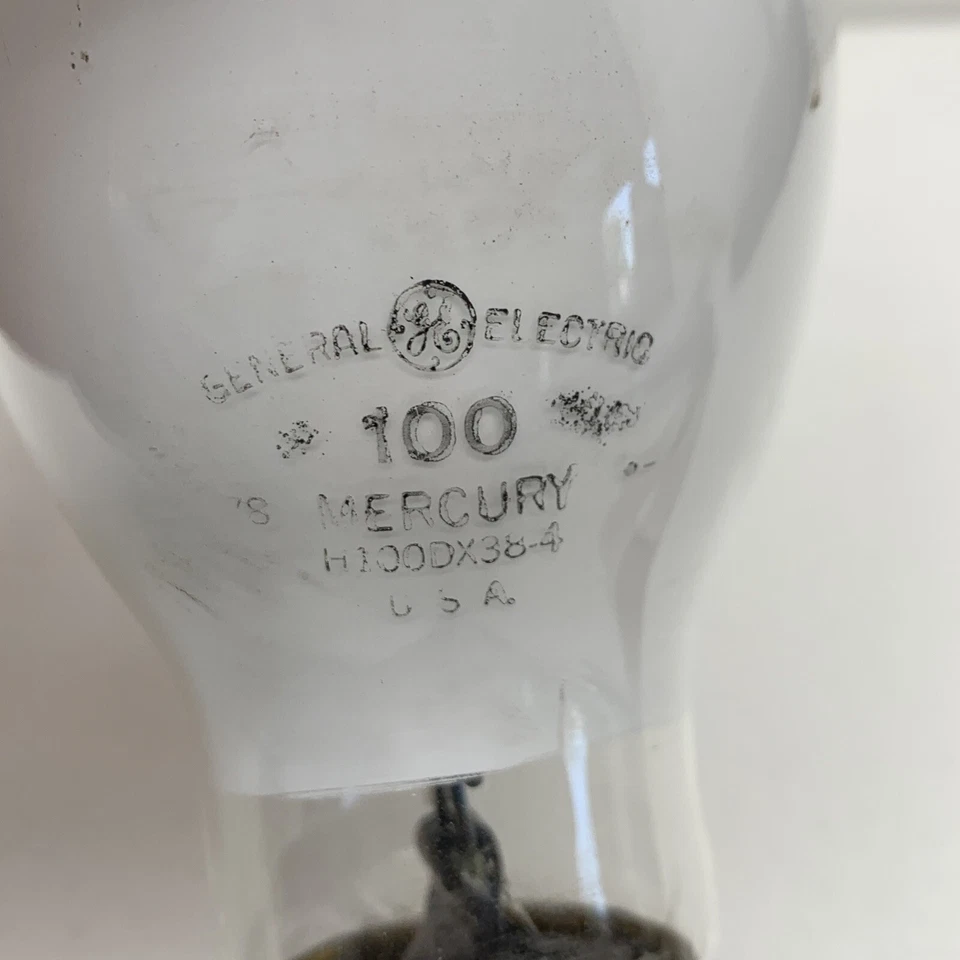 GENERAL GE ELECTRIC
100
MERCURY
H100DX38-4
U S A.